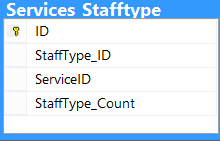 Services Stafftype
ID
StaffType_ID
ServiceID
StaffType_Count